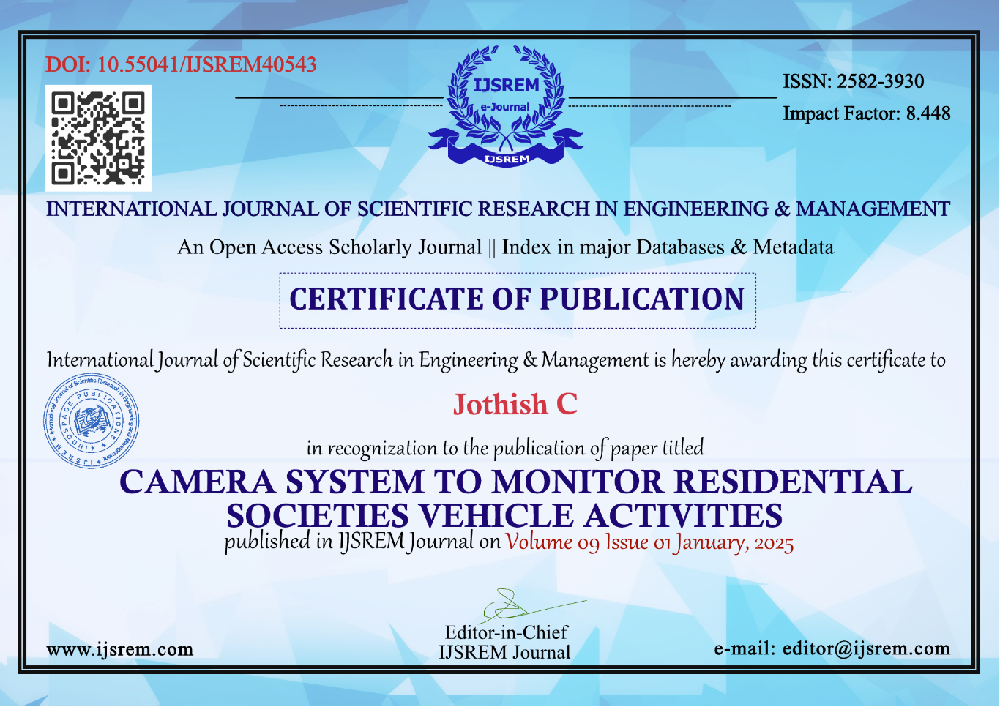 DOI: 10.55041/IJSREM40543
IJSREM
e-Journal
IJSREM
ISSN: 2582-3930
Impact Factor: 8.448
INTERNATIONAL JOURNAL OF SCIENTIFIC RESEARCH IN ENGINEERING & MANAGEMENT
An Open Access Scholarly Journal || Index in major Databases & Metadata
CERTIFICATE OF PUBLICATION
International Journal of Scientific Research in Engineering & Management is hereby awarding this certificate to
International Journal of Scientific Research in Engineering and Management
* IJSREM *
INDOSPACE PUBLICATIONS
Jothish C
in recognization to the publication of paper titled
CAMERA SYSTEM TO MONITOR RESIDENTIAL
SOCIETIES VEHICLE ACTIVITIES
published in IJSREM Journal on Volume 09 Issue 01 January, 2025
Editor-in-Chief
IJSREM Journal
www.ijsrem.com
e-mail: editor@ijsrem.com